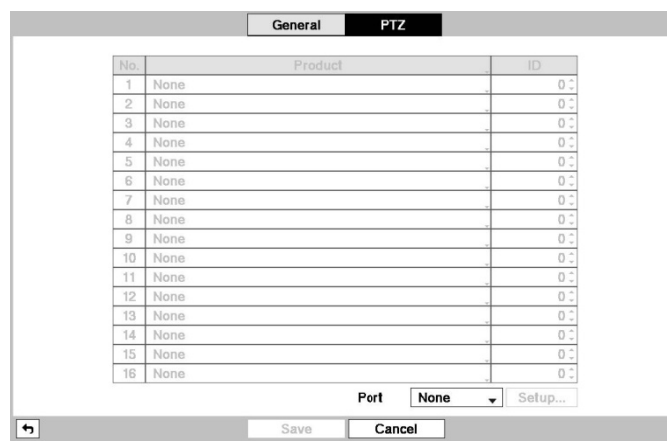 General PTZ
No. Product ID
1 None 0
2 None 0
3 None 0
4 None 0
5 None 0
6 None 0
7 None 0
8 None 0
9 None 0
10 None 0
11 None 0
12 None 0
13 None 0
14 None 0
15 None 0
16 None 0
Port None Setup...
Save Cancel